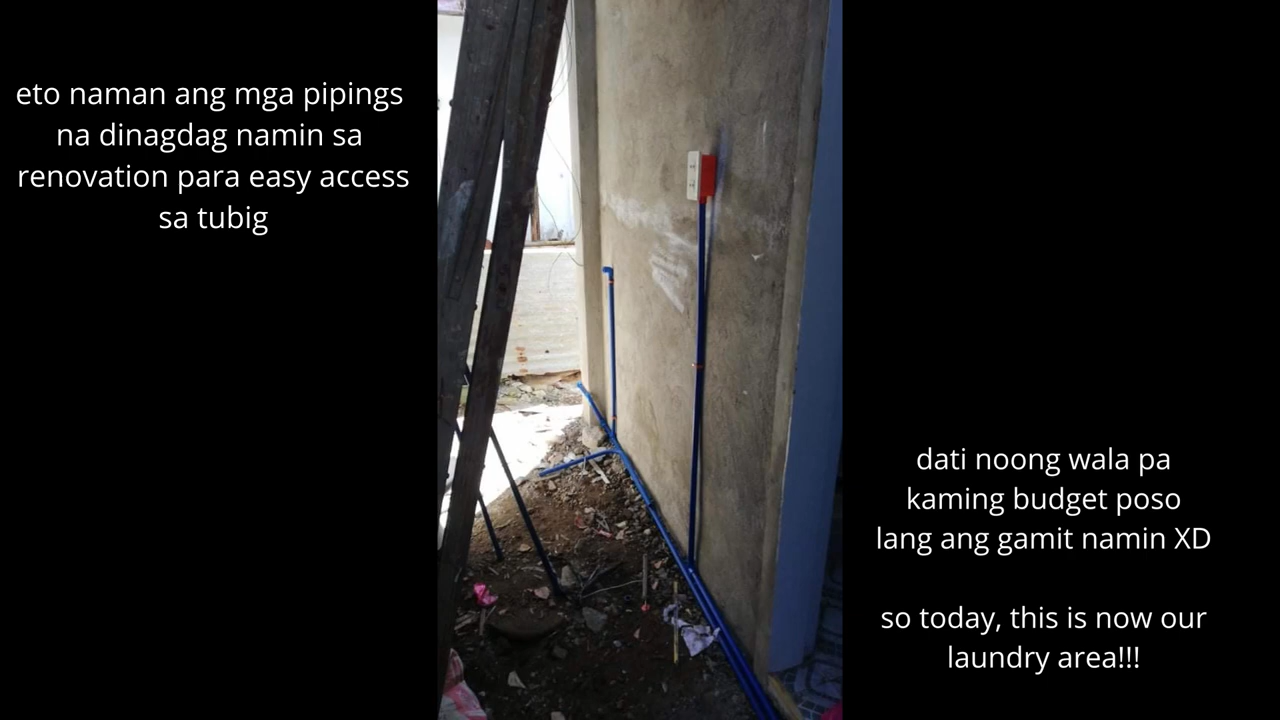 eto naman ang mga pipings
na dinagdag namin sa
renovation para easy access
sa tubig
dati noong wala pa
kaming budget poso
lang ang gamit namin XD
so today, this is now our
laundry area!!!